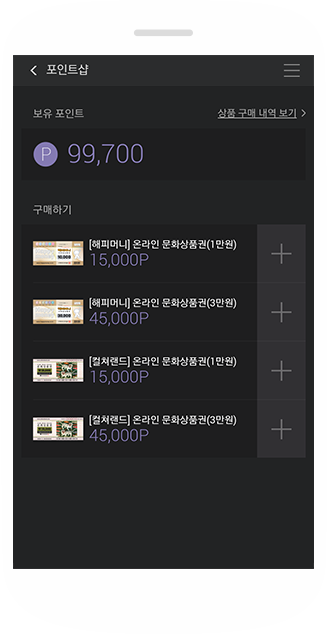 포인트샵
보유 포인트
상품 구매 내역 보기
P 99,700
구매하기
[해피머니] 온라인 문화상품권(1만원)
15,000P
[해피머니] 온라인 문화상품권(3만원)
45,000P
[컬쳐랜드] 온라인 문화상품권(1만원)
15,000P
[컬쳐랜드] 온라인 문화상품권(3만원)
45,000P